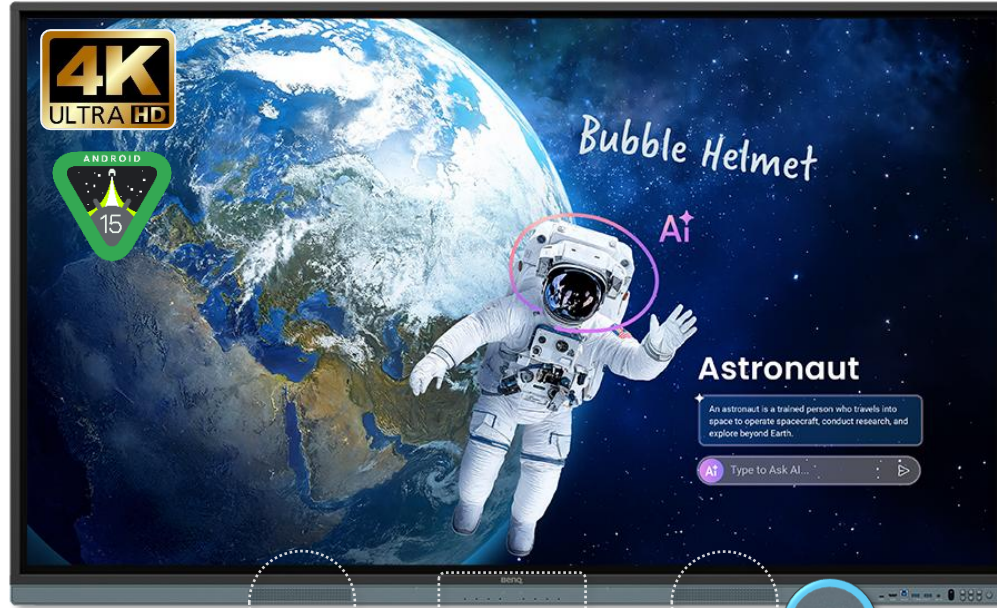 4K
ULTRA HD
ANDROID
15
Bubble Helmet
Ai
Astronaut
An astronaut is a trained person who travels into
space to operate spacecraft, conduct research, and
explore beyond Earth.
Ai Type to Ask AI...
BenQ